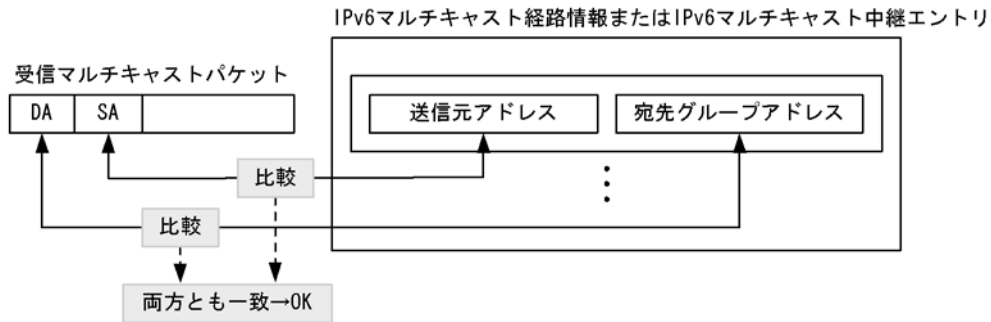 IPv6マルチキャスト経路情報またはIPv6マルチキャスト中継エントリ
受信マルチキャストパケット
DA SA
送信元アドレス 宛先グループアドレス
比較
比較
両方とも一致→OK